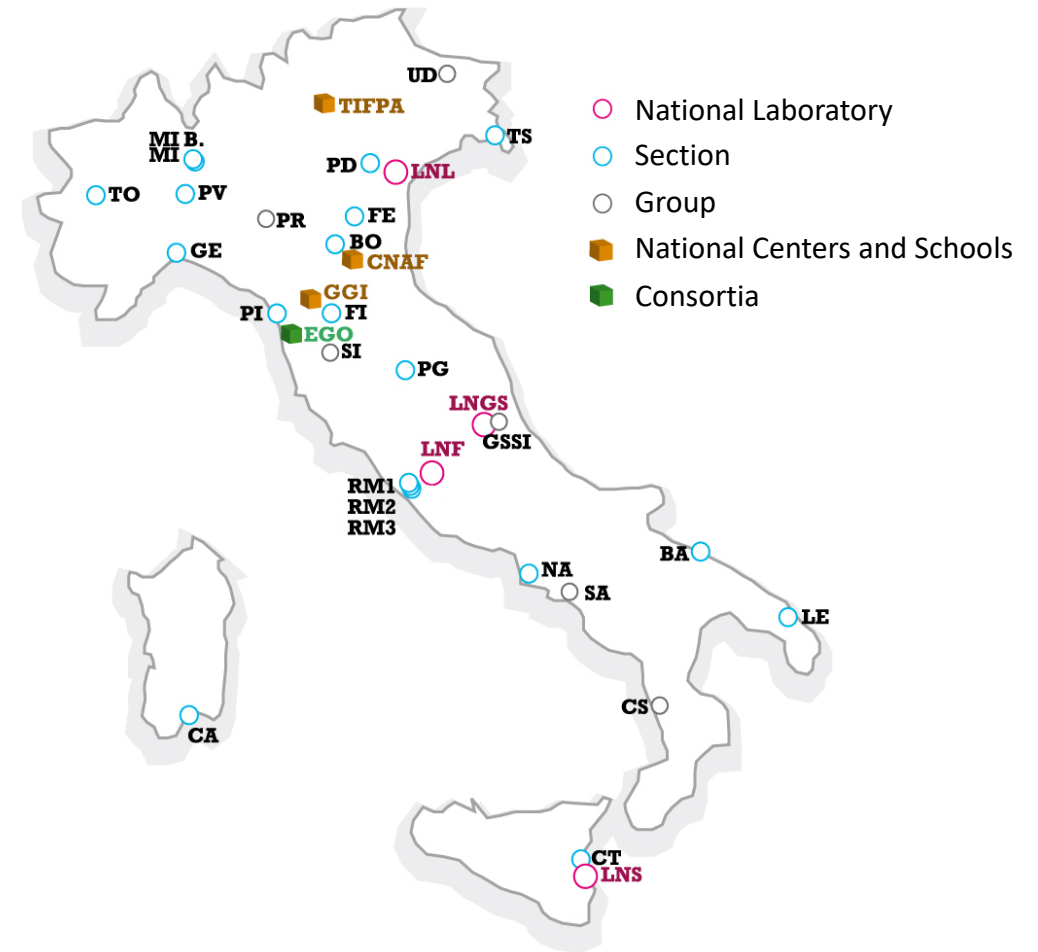 UD
TIFPA
National Laboratory
TS
MI B.
Section
MI
PD
LNL
TO
PV
Group
PR
FE
BO
GE
CNAF
National Centers and Schools
GGI
Consortia
PI
FI
EGO
SI
PG
LNGS
GSSI
LNF
RM1
RM2
RM3
BA
NA
SA
LE
CS
CA
CT
LNS